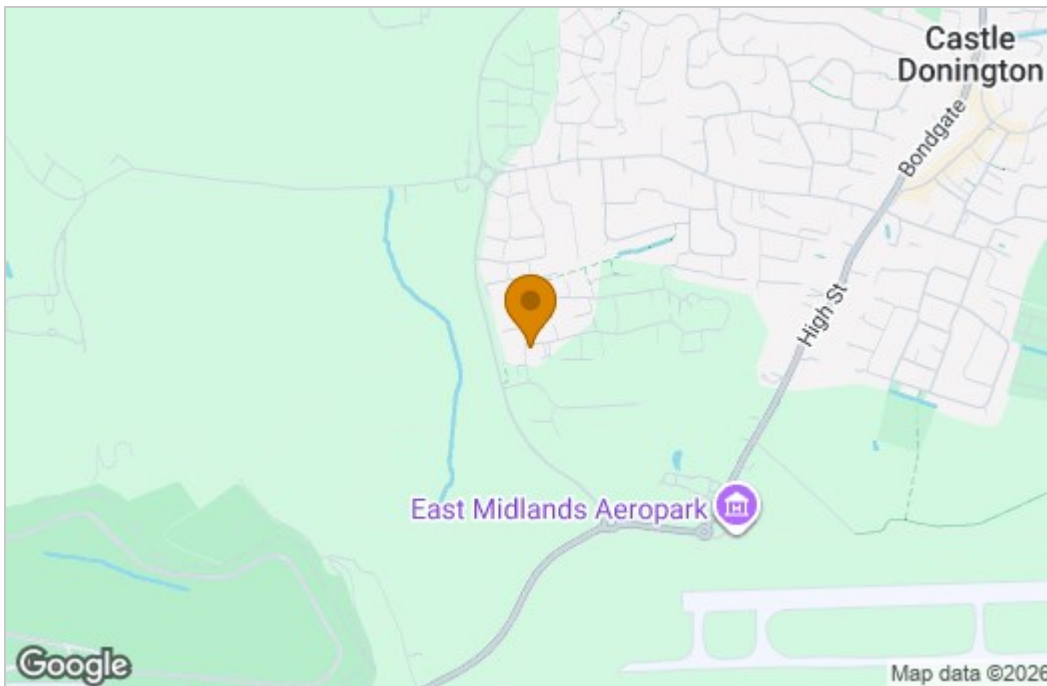 Castle
Donington
Bondgate
High St
East Midlands Aeropark
Google
Map data ©2026